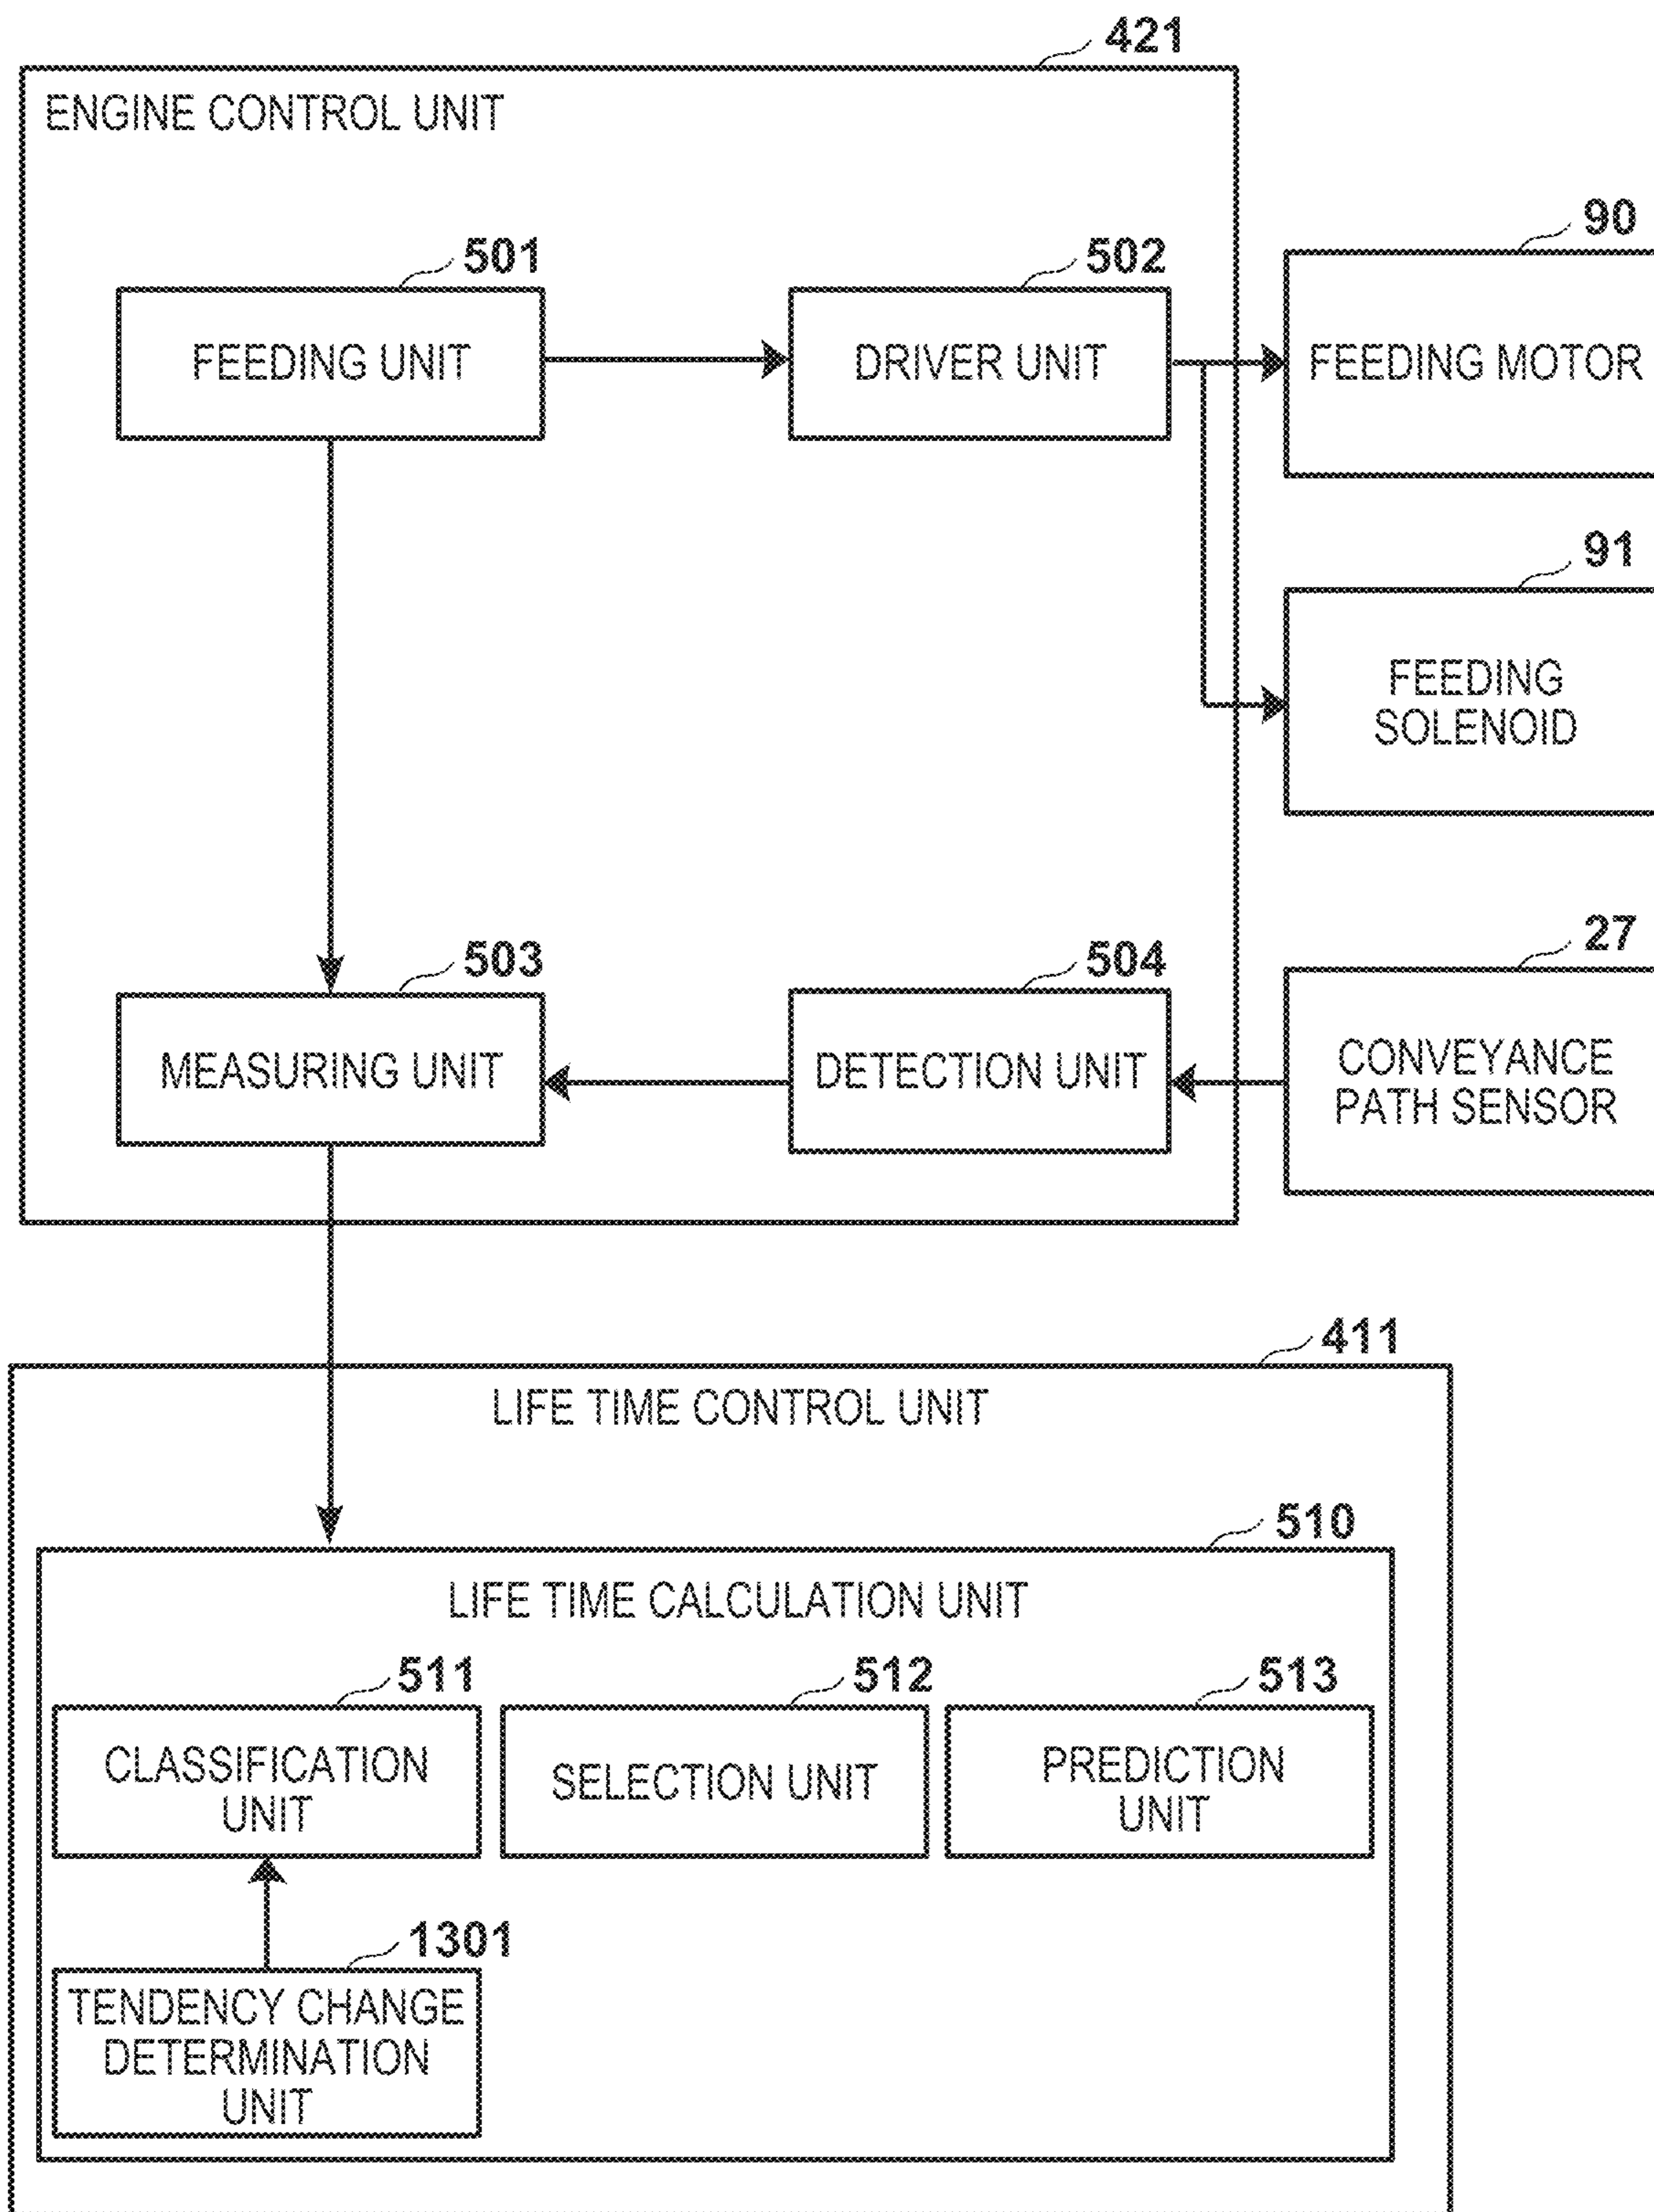 421
ENGINE CONTROL UNIT
90
501
502
FEEDING UNIT
DRIVER UNIT
FEEDING MOTOR
91
FEEDING
SOLENOID
27
503
504
MEASURING UNIT
DETECTION UNIT
CONVEYANCE
PATH SENSOR
411
LIFE TIME CONTROL UNIT
510
LIFE TIME CALCULATION UNIT
511
512
513
CLASSIFICATION
UNIT
SELECTION UNIT
PREDICTION
UNIT
1301
TENDENCY CHANGE
DETERMINATION
UNIT